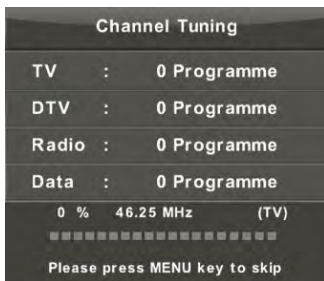 Channel Tuning
TV : 0 Programme
DTV : 0 Programme
Radio : 0 Programme
Data : 0 Programme
0 % 46.25 MHz (TV)
Please press MENU key to skip